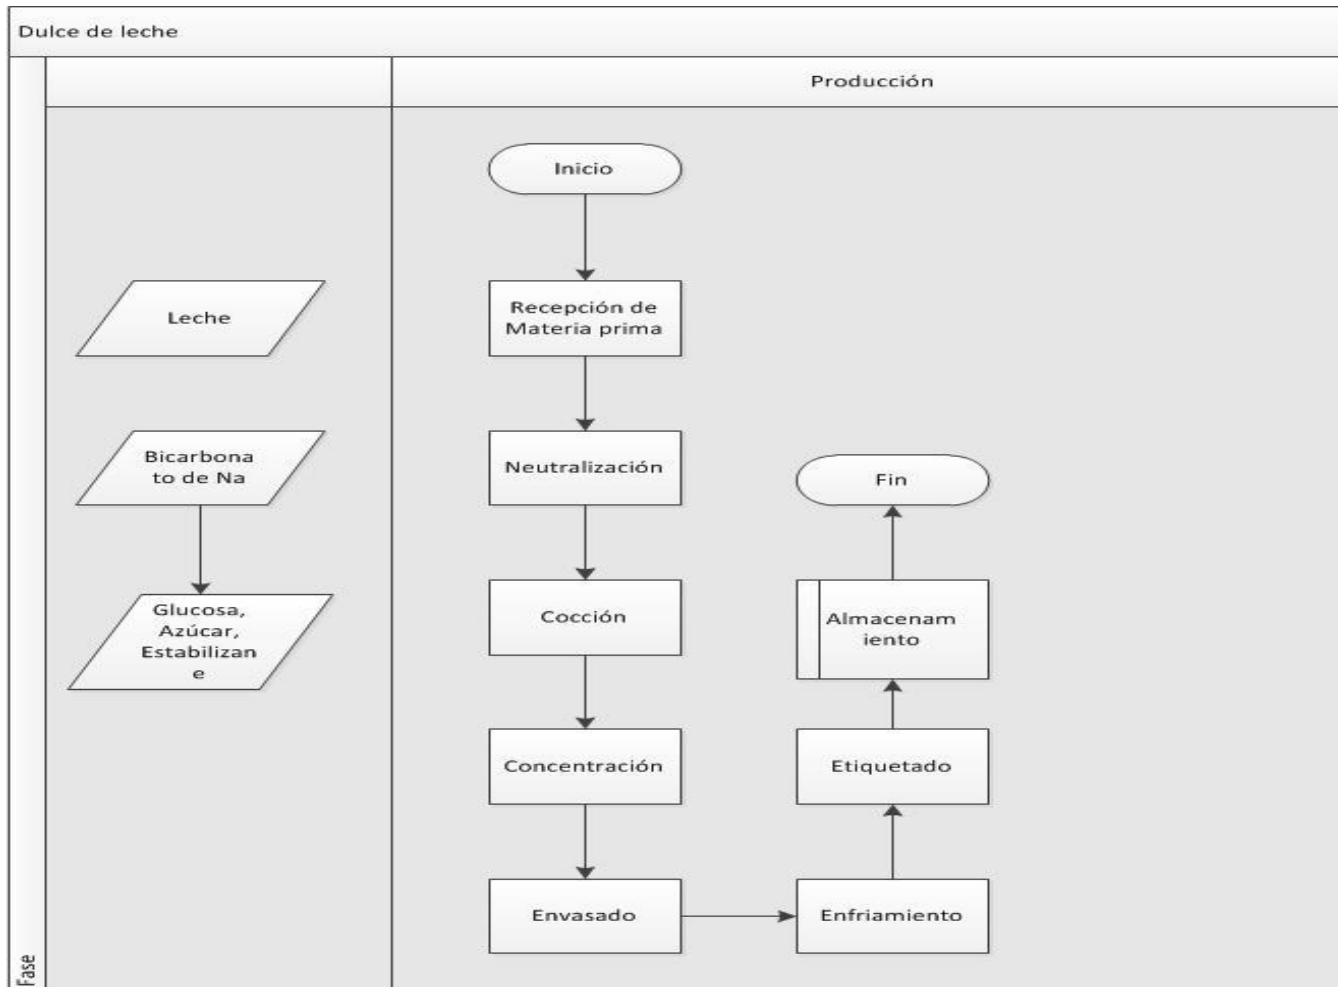 Dulce de leche
Producción
Inicio
Leche
Recepción de
Materia prima
Bicarbona
to de Na
Neutralización
Fin
Glucosa,
Azúcar,
Estabilizan
e
Cocción
Almacenam
iento
Concentración
Etiquetado
Envasado
Enfriamiento
Fase